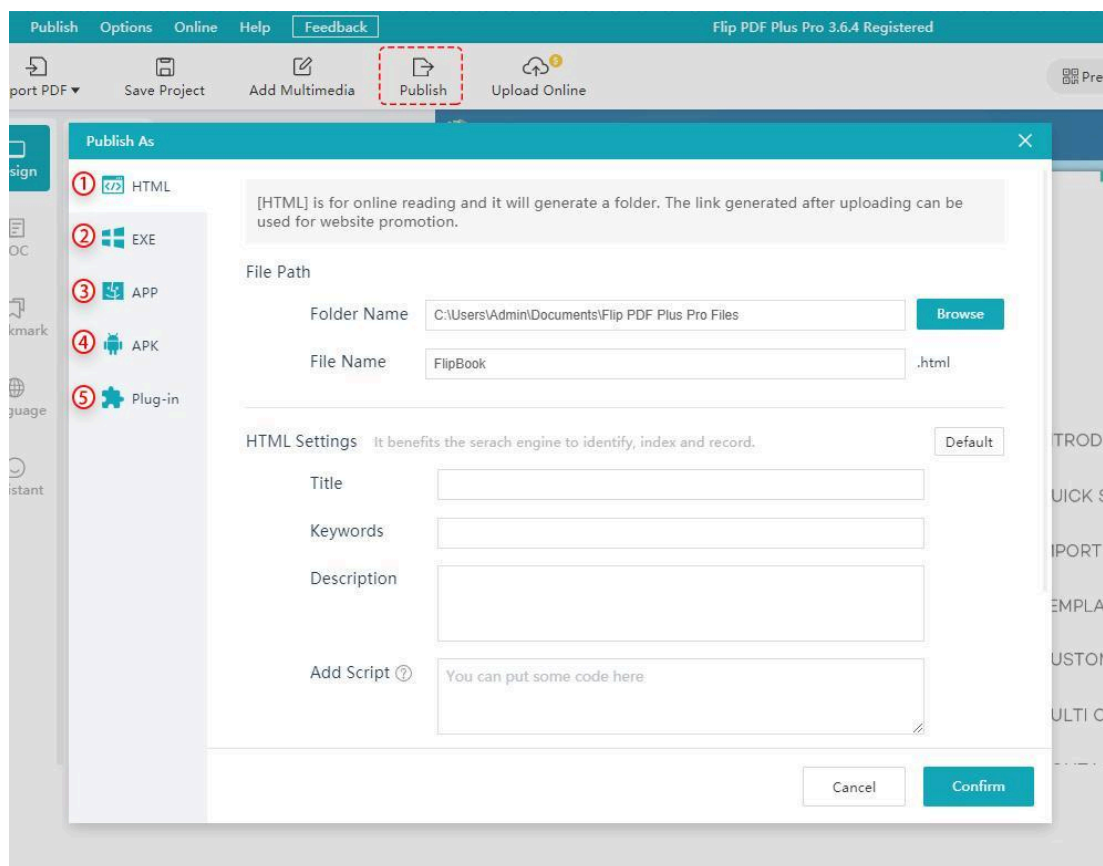 Publish Options Online Help Feedback Flip PDF Plus Pro 3.6.4 Registered
port PDF Save Project Add Multimedia Publish Upload Online Pre
Publish As
sign
① HTML
[HTML] is for online reading and it will generate a folder. The link generated after uploading can be
used for website promotion.
② EXE
OC
File Path
③ APP
Folder Name C:\Users\Admin\Documents\Flip PDF Plus Pro Files Browse
kmark
④ APK
File Name FlipBook .html
⑤ Plug-in
guage
HTML Settings It benefits the serach engine to identify, index and record. Default
TROD
Title
istant
UICK S
Keywords
IPORT
Description
EMPLA
Add Script ? You can put some code here
USTOM
ULTI C
Cancel Confirm